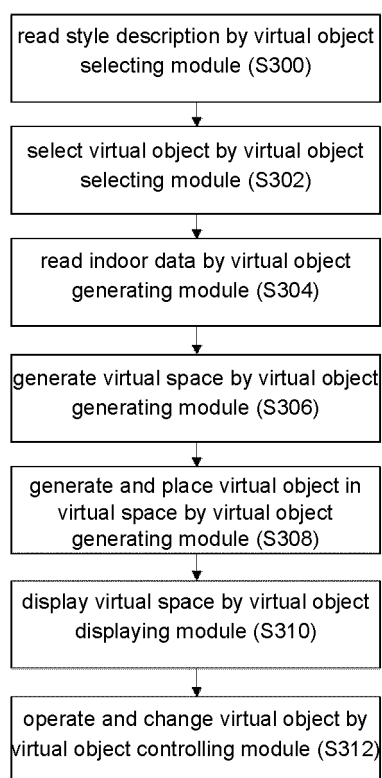 read style description by virtual object
selecting module (S300)
select virtual object by virtual object
selecting module (S302)
read indoor data by virtual object
generating module (S304)
generate virtual space by virtual object
generating module (S306)
generate and place virtual object in
virtual space by virtual object
generating module (S308)
display virtual space by virtual object
displaying module (S310)
operate and change virtual object by
virtual object controlling module (S312)